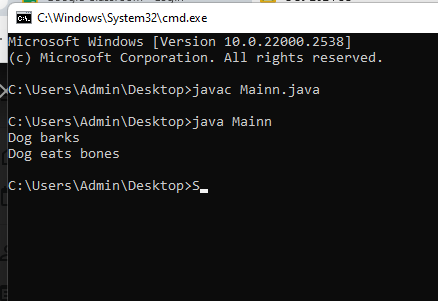 C:\Windows\System32\cmd.exe
Microsoft Windows [Version 10.0.22000.2538]
(c) Microsoft Corporation. All rights reserved.
C:\Users\Admin\Desktop>javac Mainn.java
C:\Users\Admin\Desktop>java Mainn
Dog barks
Dog eats bones
C:\Users\Admin\Desktop>S